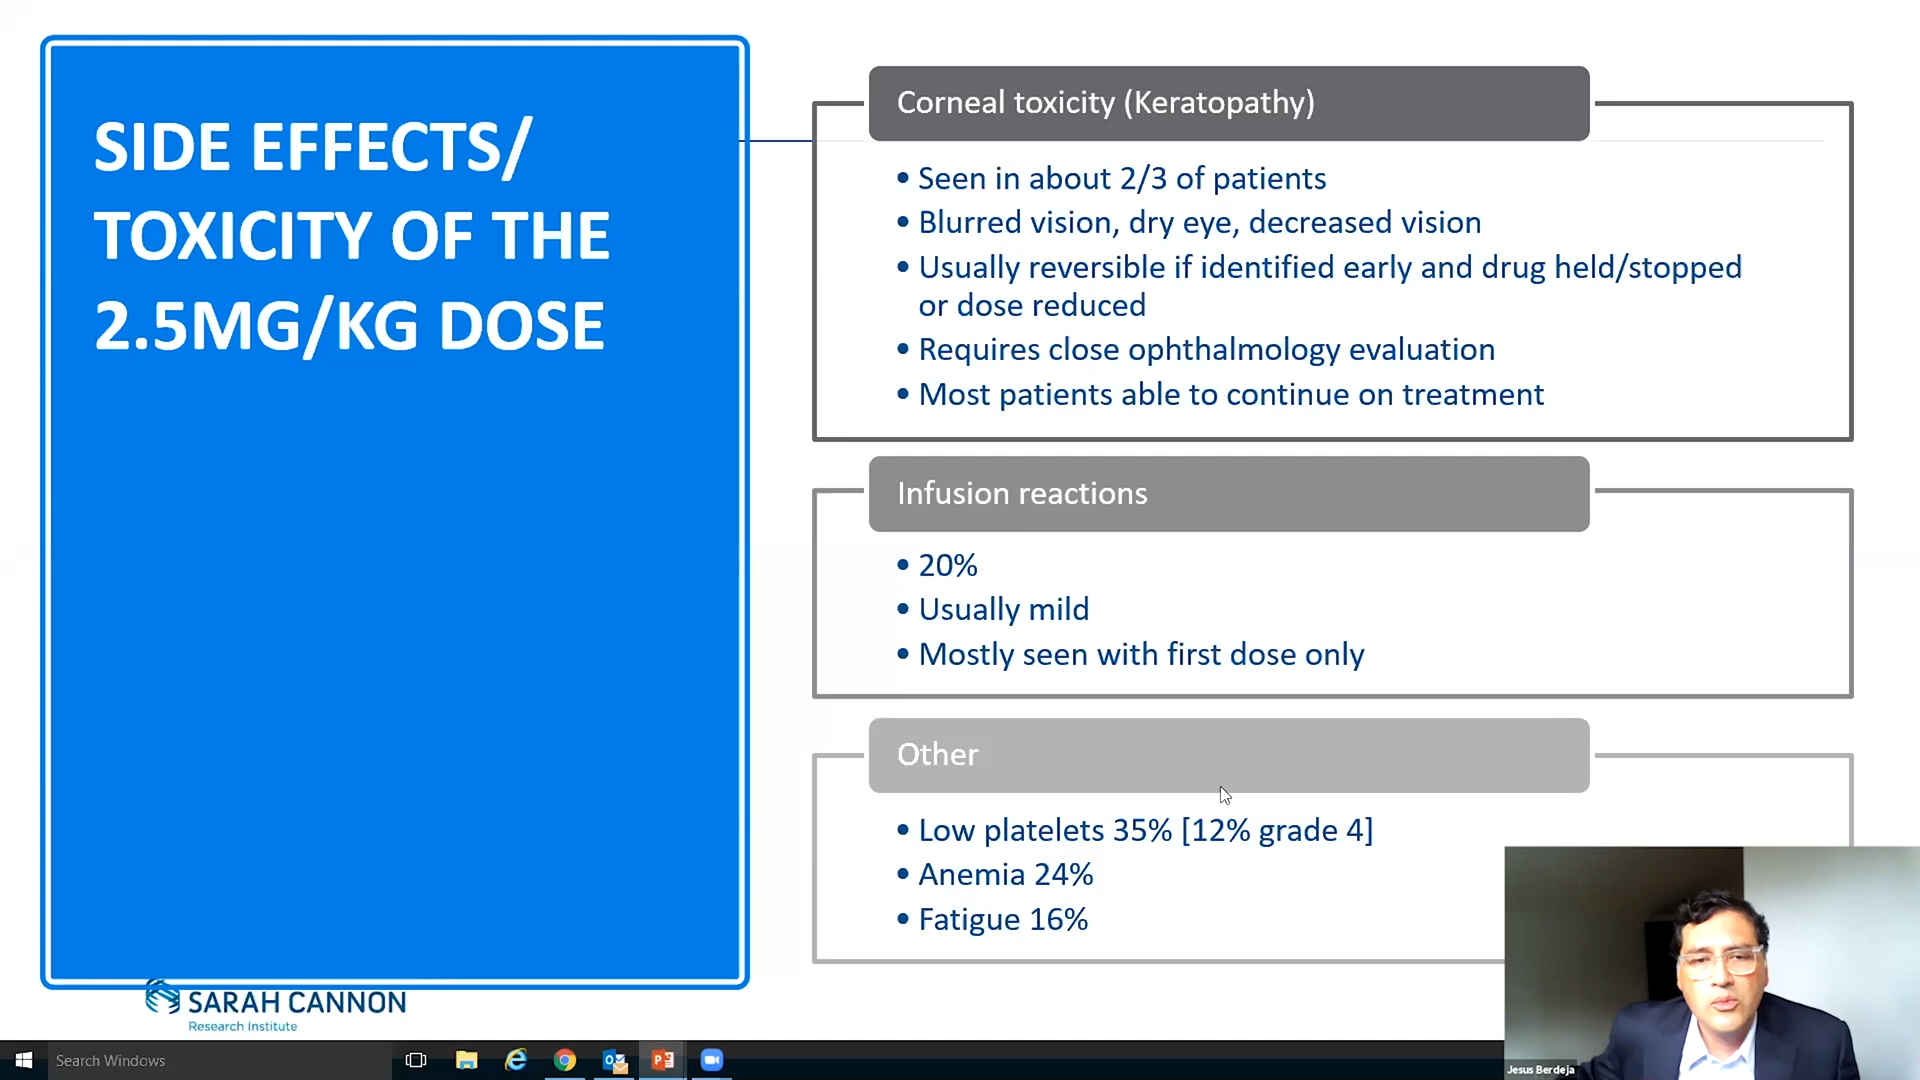 SIDE EFFECTS/
TOXICITY OF THE
2.5MG/KG DOSE
Corneal toxicity (Keratopathy)
• Seen in about 2/3 of patients
• Blurred vision, dry eye, decreased vision
• Usually reversible if identified early and drug held/stopped
or dose reduced
• Requires close ophthalmology evaluation
• Most patients able to continue on treatment
Infusion reactions
• 20%
• Usually mild
• Mostly seen with first dose only
Other
• Low platelets 35% [12% grade 4]
• Anemia 24%
• Fatigue 16%
SARAH CANNON
Research Institute
Jesus Berdeja
Search Windows